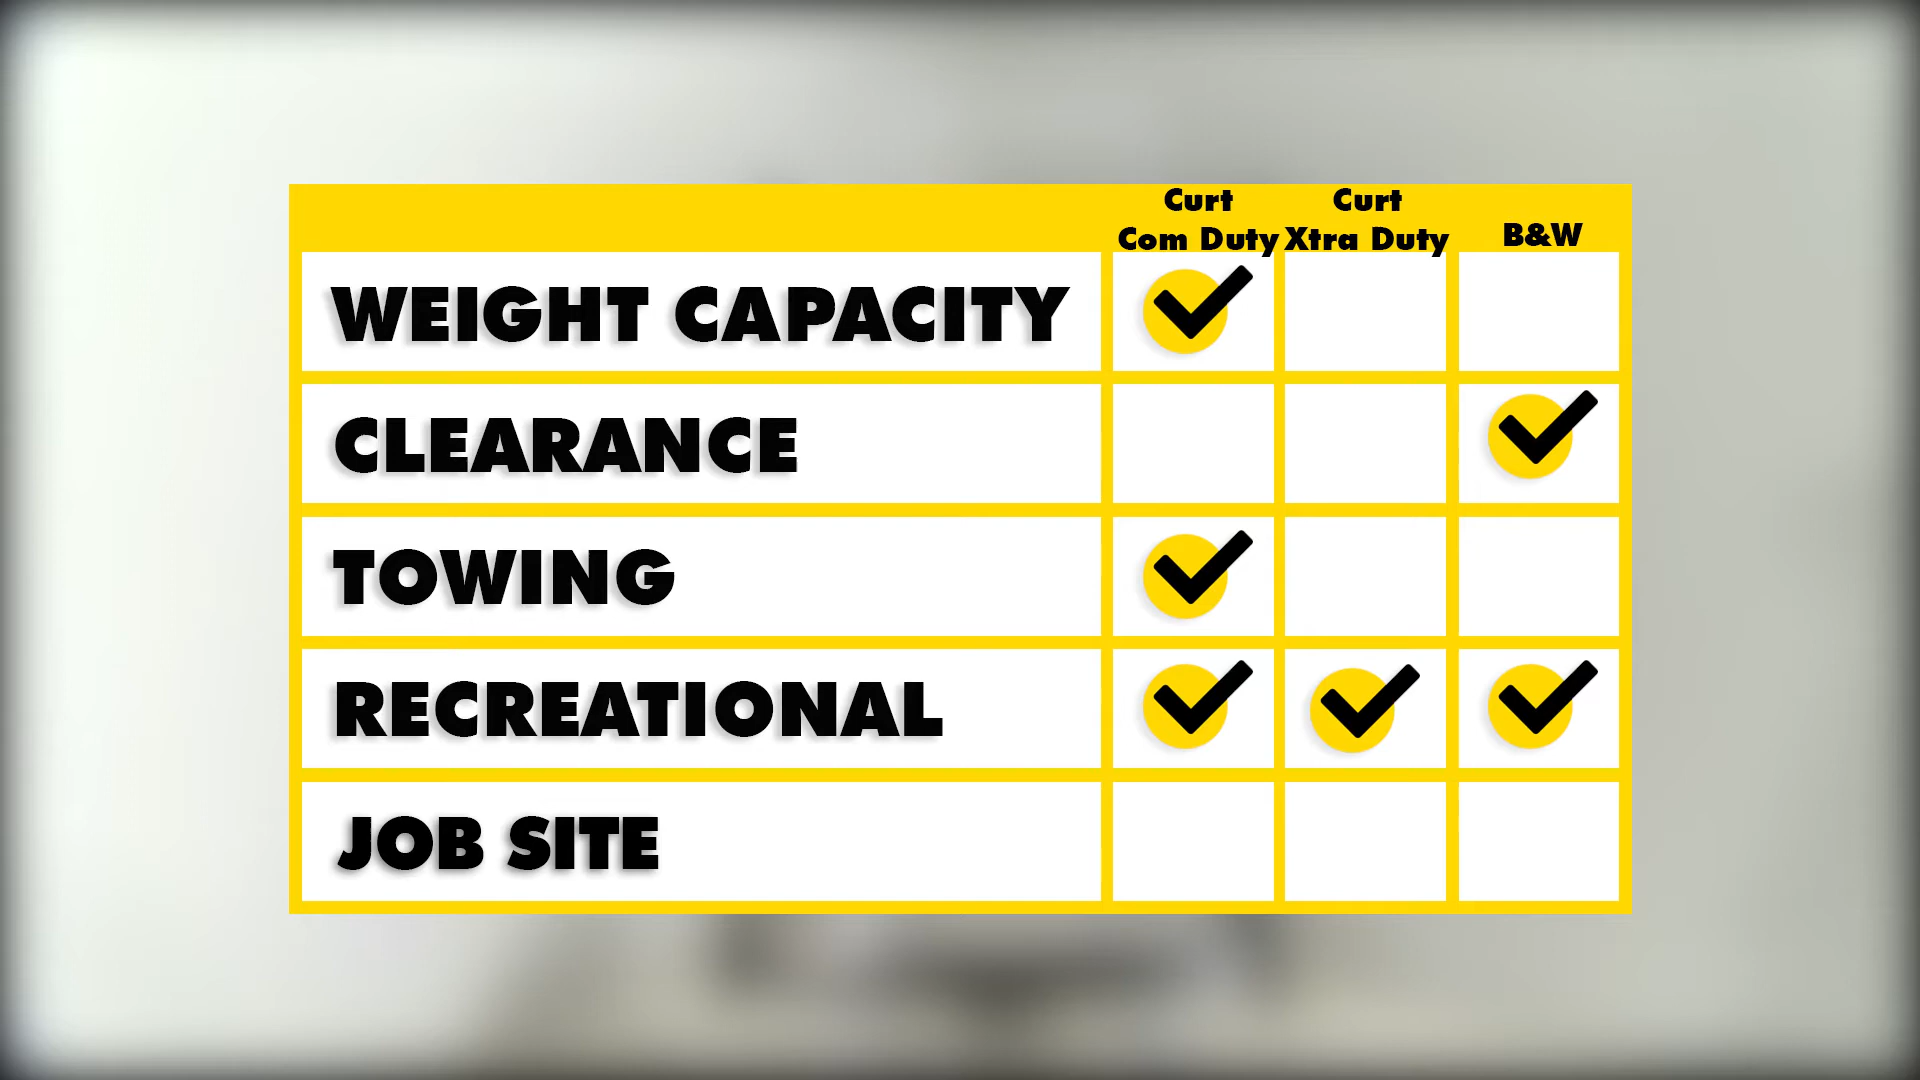 Curt
Com Duty
Curt
Xtra Duty
B&W
WEIGHT CAPACITY
CLEARANCE
TOWING
RECREATIONAL
JOB SITE